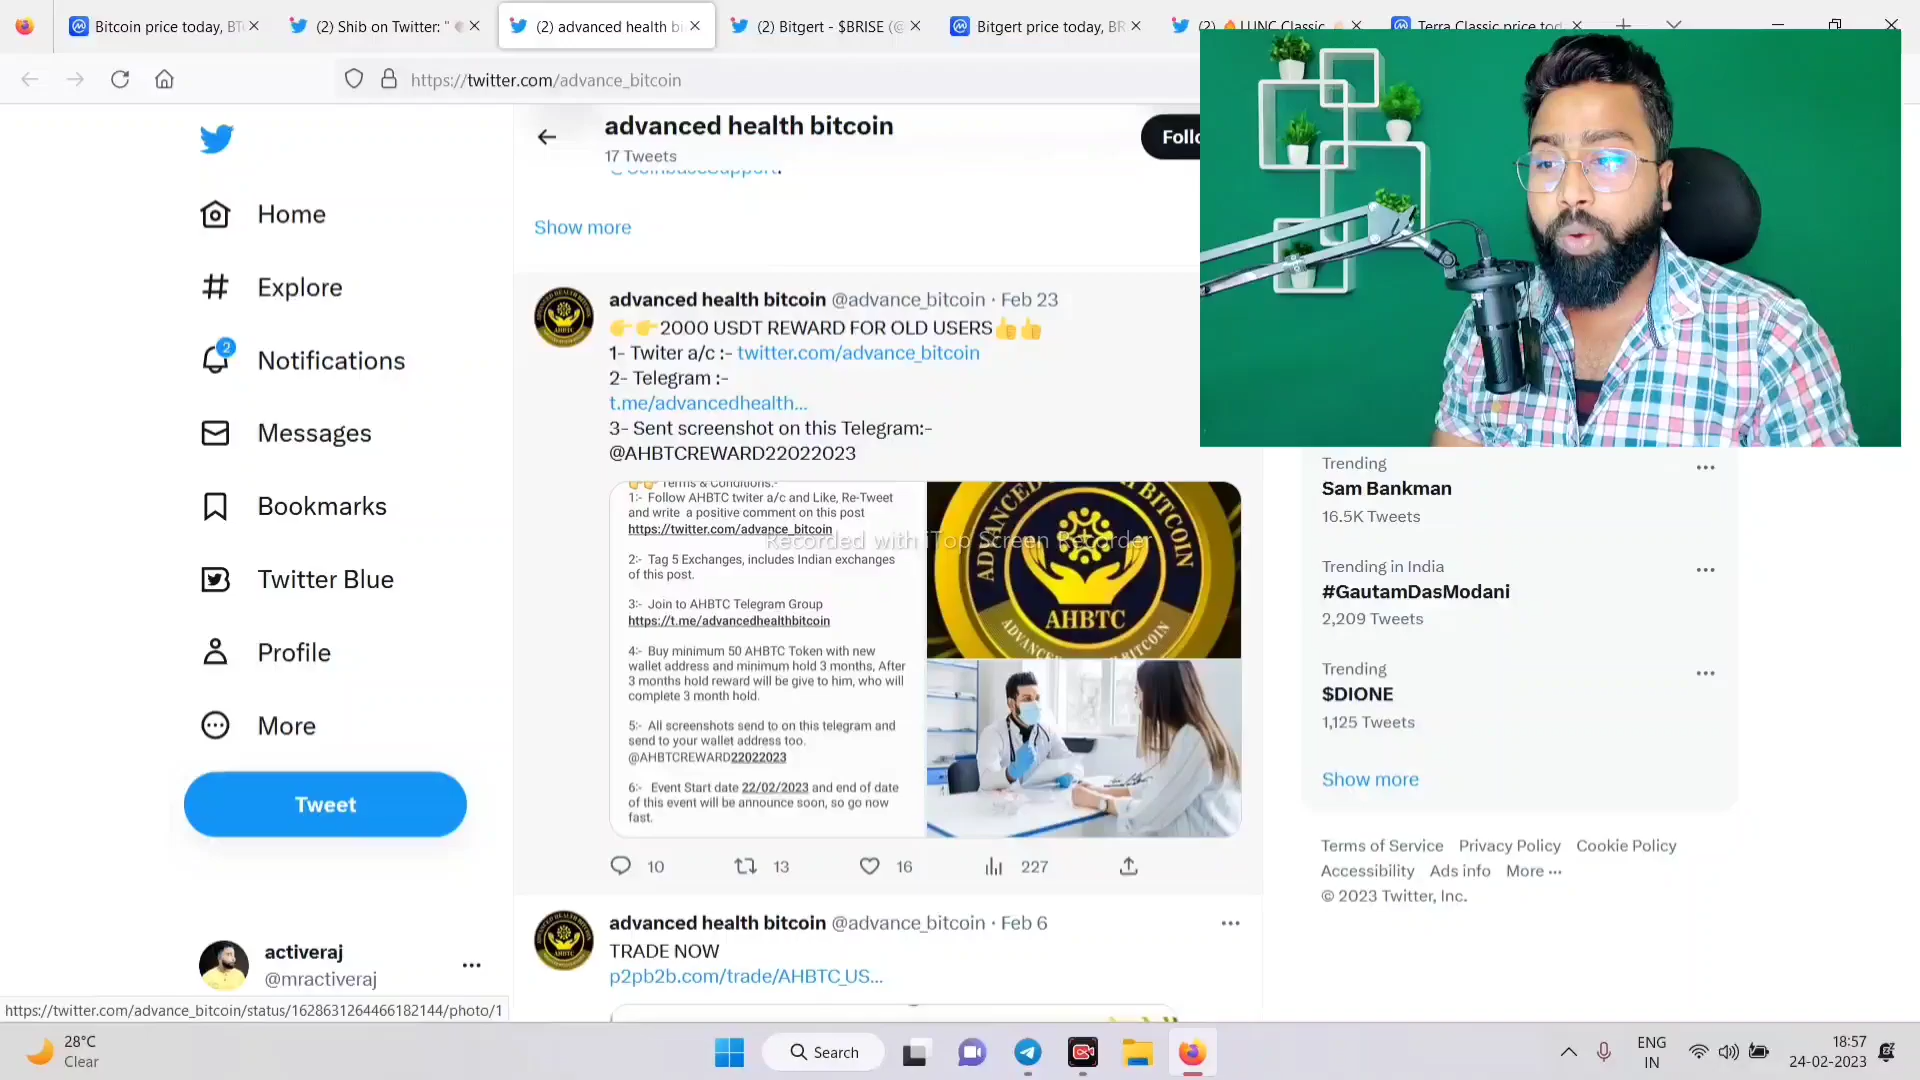 Bitcoin price today, BT
(2) Shib on Twitter: "
(2) advanced health b
(2) Bitgert - $BRISE (@
Bitgert price today, BR
(2) LUNC Classic
Terra Classic price tod
https://twitter.com/advance_bitcoin
advanced health bitcoin
17 Tweets
@CoinbaseSupport.
Show more
Home
Explore
2
Notifications
Messages
Bookmarks
Twitter Blue
Profile
More
Tweet
activeraj
@mractiveraj
advanced health bitcoin @advance_bitcoin · Feb 23
👉👉2000 USDT REWARD FOR OLD USERS👍👍
1- Twiter a/c :- twitter.com/advance_bitcoin
2- Telegram :-
t.me/advancedhealth...
3- Sent screenshot on this Telegram:-
@AHBTCREWARD22022023
👉👉 Terms & Conditions:-
1:- Follow AHBTC twiter a/c and Like, Re-Tweet
and write a positive comment on this post
https://twitter.com/advance_bitcoin
2:- Tag 5 Exchanges, includes Indian exchanges
of this post.
3:- Join to AHBTC Telegram Group
https://t.me/advancedhealthbitcoin
4:- Buy minimum 50 AHBTC Token with new
wallet address and minimum hold 3 months, After
3 months hold reward will be give to him, who will
complete 3 month hold.
5:- All screenshots send to on this telegram and
send to your wallet address too.
@AHBTCREWARD22022023
6:- Event Start date 22/02/2023 and end of date
of this event will be announce soon, so go now
fast.
ADVANCED HEALTH BITCOIN
AHBTC
Recorded with iTop Screen Recorder
10
13
16
227
advanced health bitcoin @advance_bitcoin · Feb 6
TRADE NOW
p2pb2b.com/trade/AHBTC_US...
Trending
Sam Bankman
16.5K Tweets
Trending in India
#GautamDasModani
2,209 Tweets
Trending
$DIONE
1,125 Tweets
Show more
Terms of Service Privacy Policy Cookie Policy
Accessibility Ads info More ···
© 2023 Twitter, Inc.
https://twitter.com/advance_bitcoin/status/1628631264466182144/photo/1
28°C
Clear
Search
ENG
IN
18:57
24-02-2023